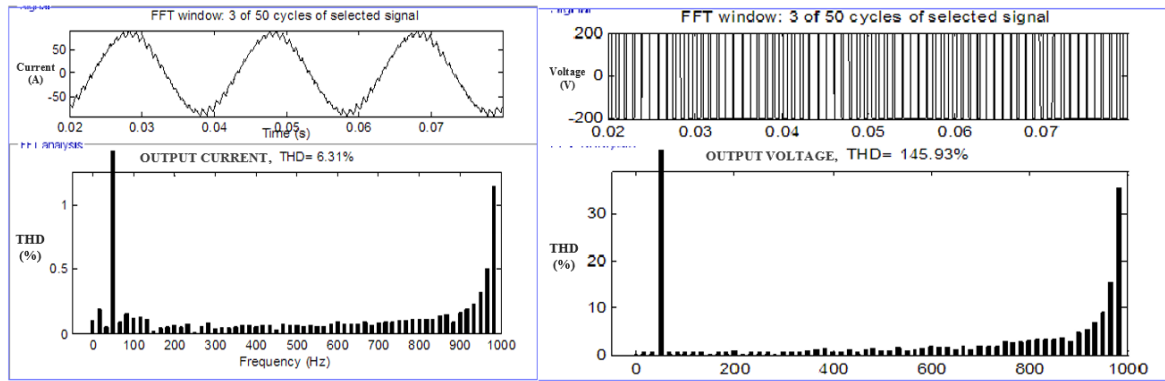 FFT window: 3 of 50 cycles of selected signal
50
0
-50
Current
(A)
0.02 0.03 0.04 0.05 0.06 0.07
Time (s)
FFT analysis
OUTPUT CURRENT, THD= 6.31%
1
0.5
0
THD
(%)
0 100 200 300 400 500 600 700 800 900 1000
Frequency (Hz)
FFT window: 3 of 50 cycles of selected signal
200
0
-200
Voltage
(V)
0.02 0.03 0.04 0.05 0.06 0.07
OUTPUT VOLTAGE, THD= 145.93%
30
20
10
0
THD
(%)
0 200 400 600 800 1000